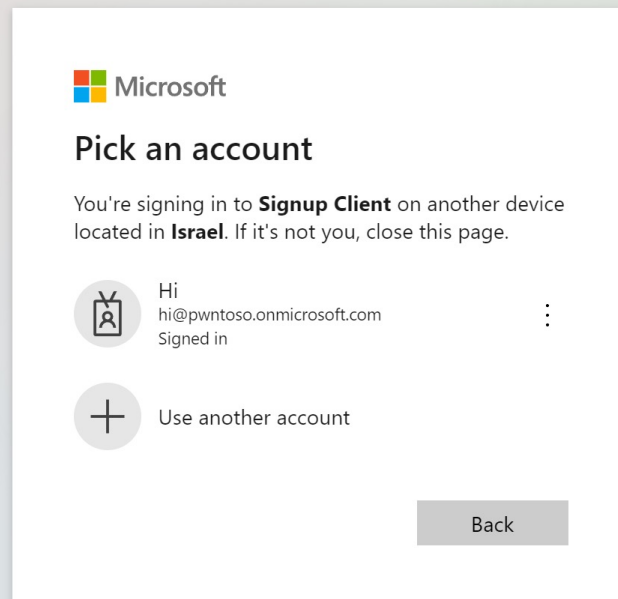 Microsoft
Pick an account
You're signing in to Signup Client on another device
located in Israel. If it's not you, close this page.
Hi
hi@pwntoso.onmicrosoft.com
Signed in
Use another account
Back